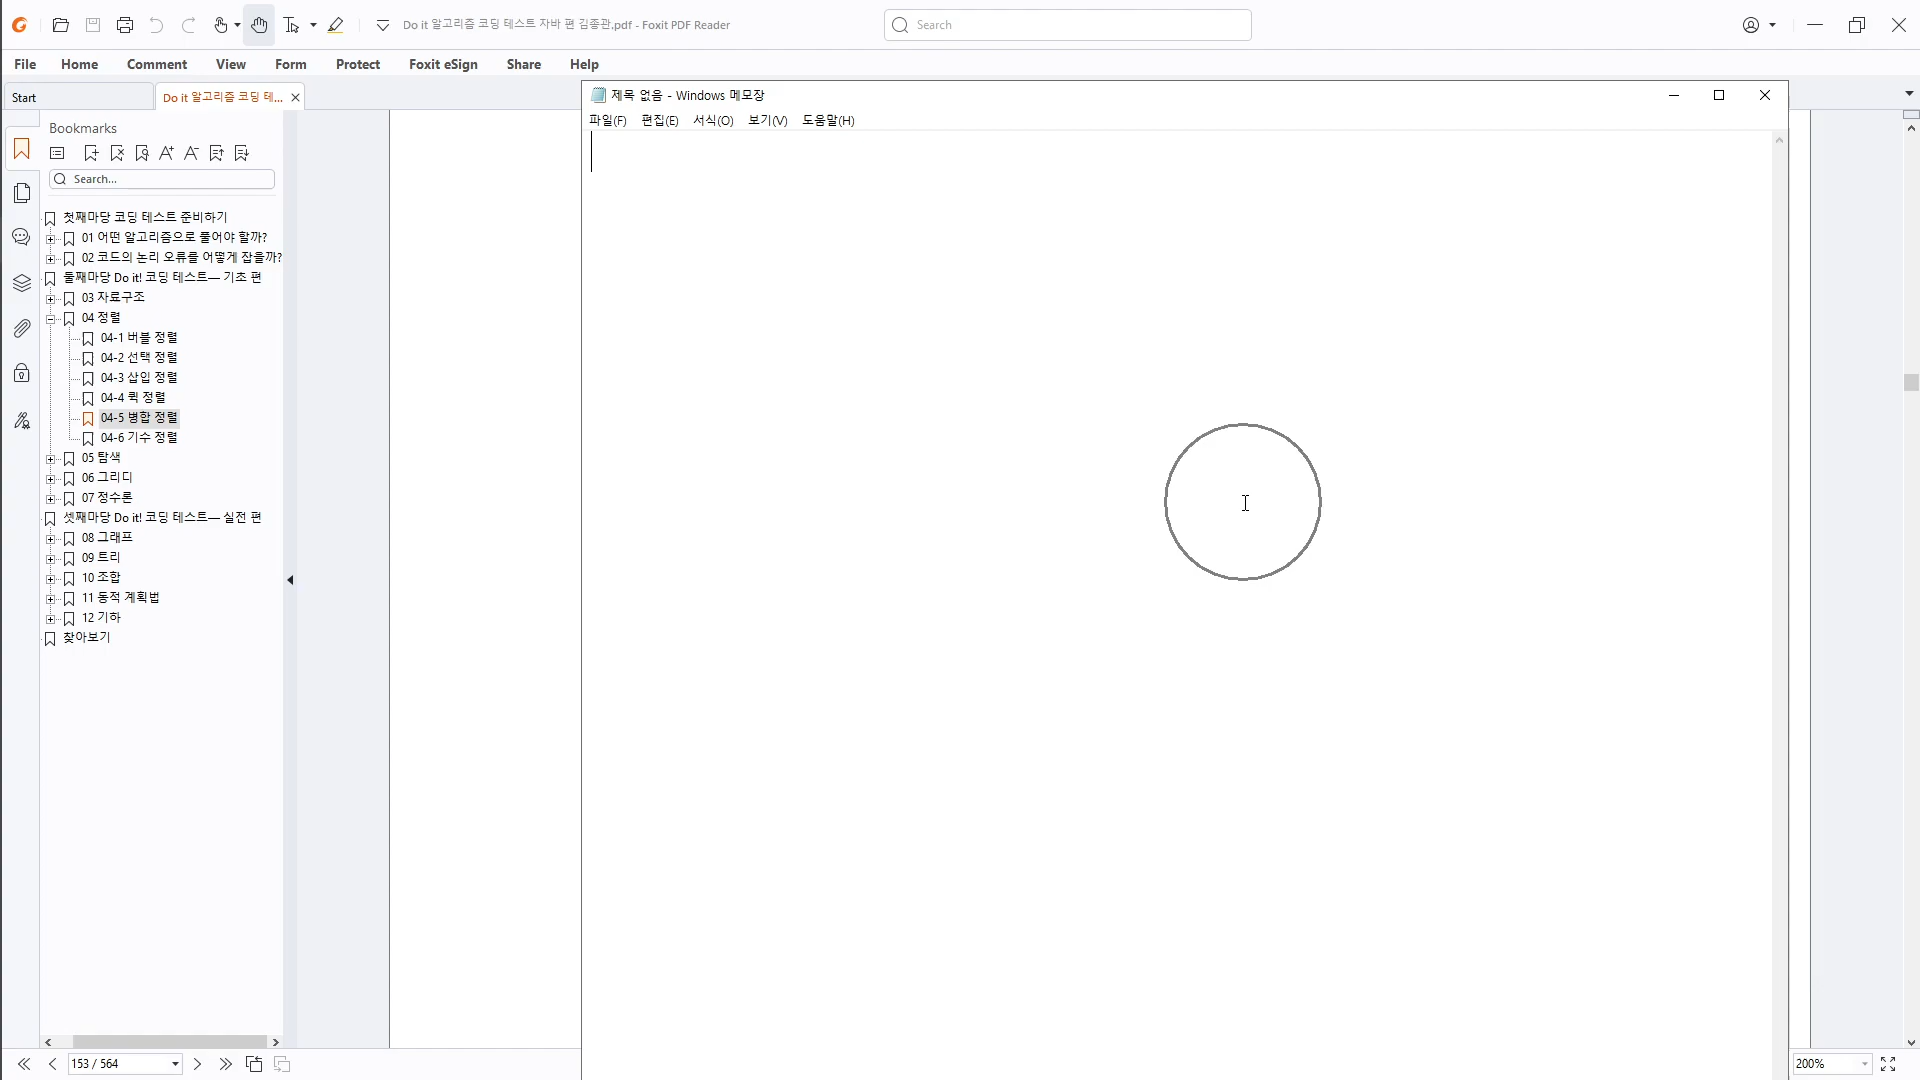 Do it 알고리즘 코딩 테스트 자바 편 김종관.pdf - Foxit PDF Reader
Search
File Home Comment View Form Protect Foxit eSign Share Help
Start
Do it 알고리즘 코딩 테...
제목 없음 - Windows 메모장
파일(F) 편집(E) 서식(O) 보기(V) 도움말(H)
Bookmarks
Search...
첫째마당 코딩 테스트 준비하기
01 어떤 알고리즘으로 풀어야 할까?
02 코드의 논리 오류를 어떻게 잡을까?
둘째마당 Do it! 코딩 테스트— 기초 편
03 자료구조
04 정렬
04-1 버블 정렬
04-2 선택 정렬
04-3 삽입 정렬
04-4 퀵 정렬
04-5 병합 정렬
04-6 기수 정렬
05 탐색
06 그리디
07 정수론
셋째마당 Do it! 코딩 테스트— 실전 편
08 그래프
09 트리
10 조합
11 동적 계획법
12 기하
찾아보기
153 / 564
200%